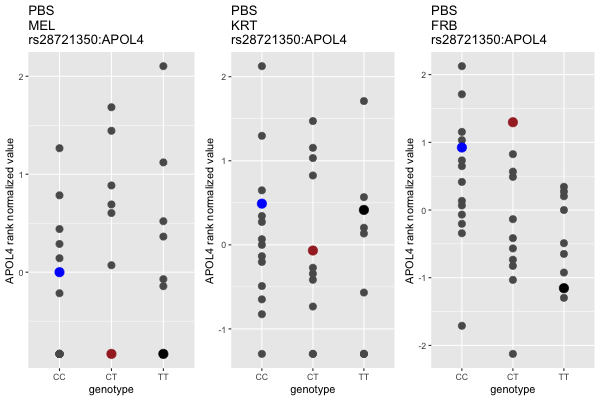 PBS
MEL
rs28721350:APOL4
APOL4 rank normalized value
2
1
0
CC
CT
TT
genotype
PBS
KRT
rs28721350:APOL4
APOL4 rank normalized value
2
1
0
-1
CC
CT
TT
genotype
PBS
FRB
rs28721350:APOL4
APOL4 rank normalized value
2
1
0
-1
-2
CC
CT
TT
genotype